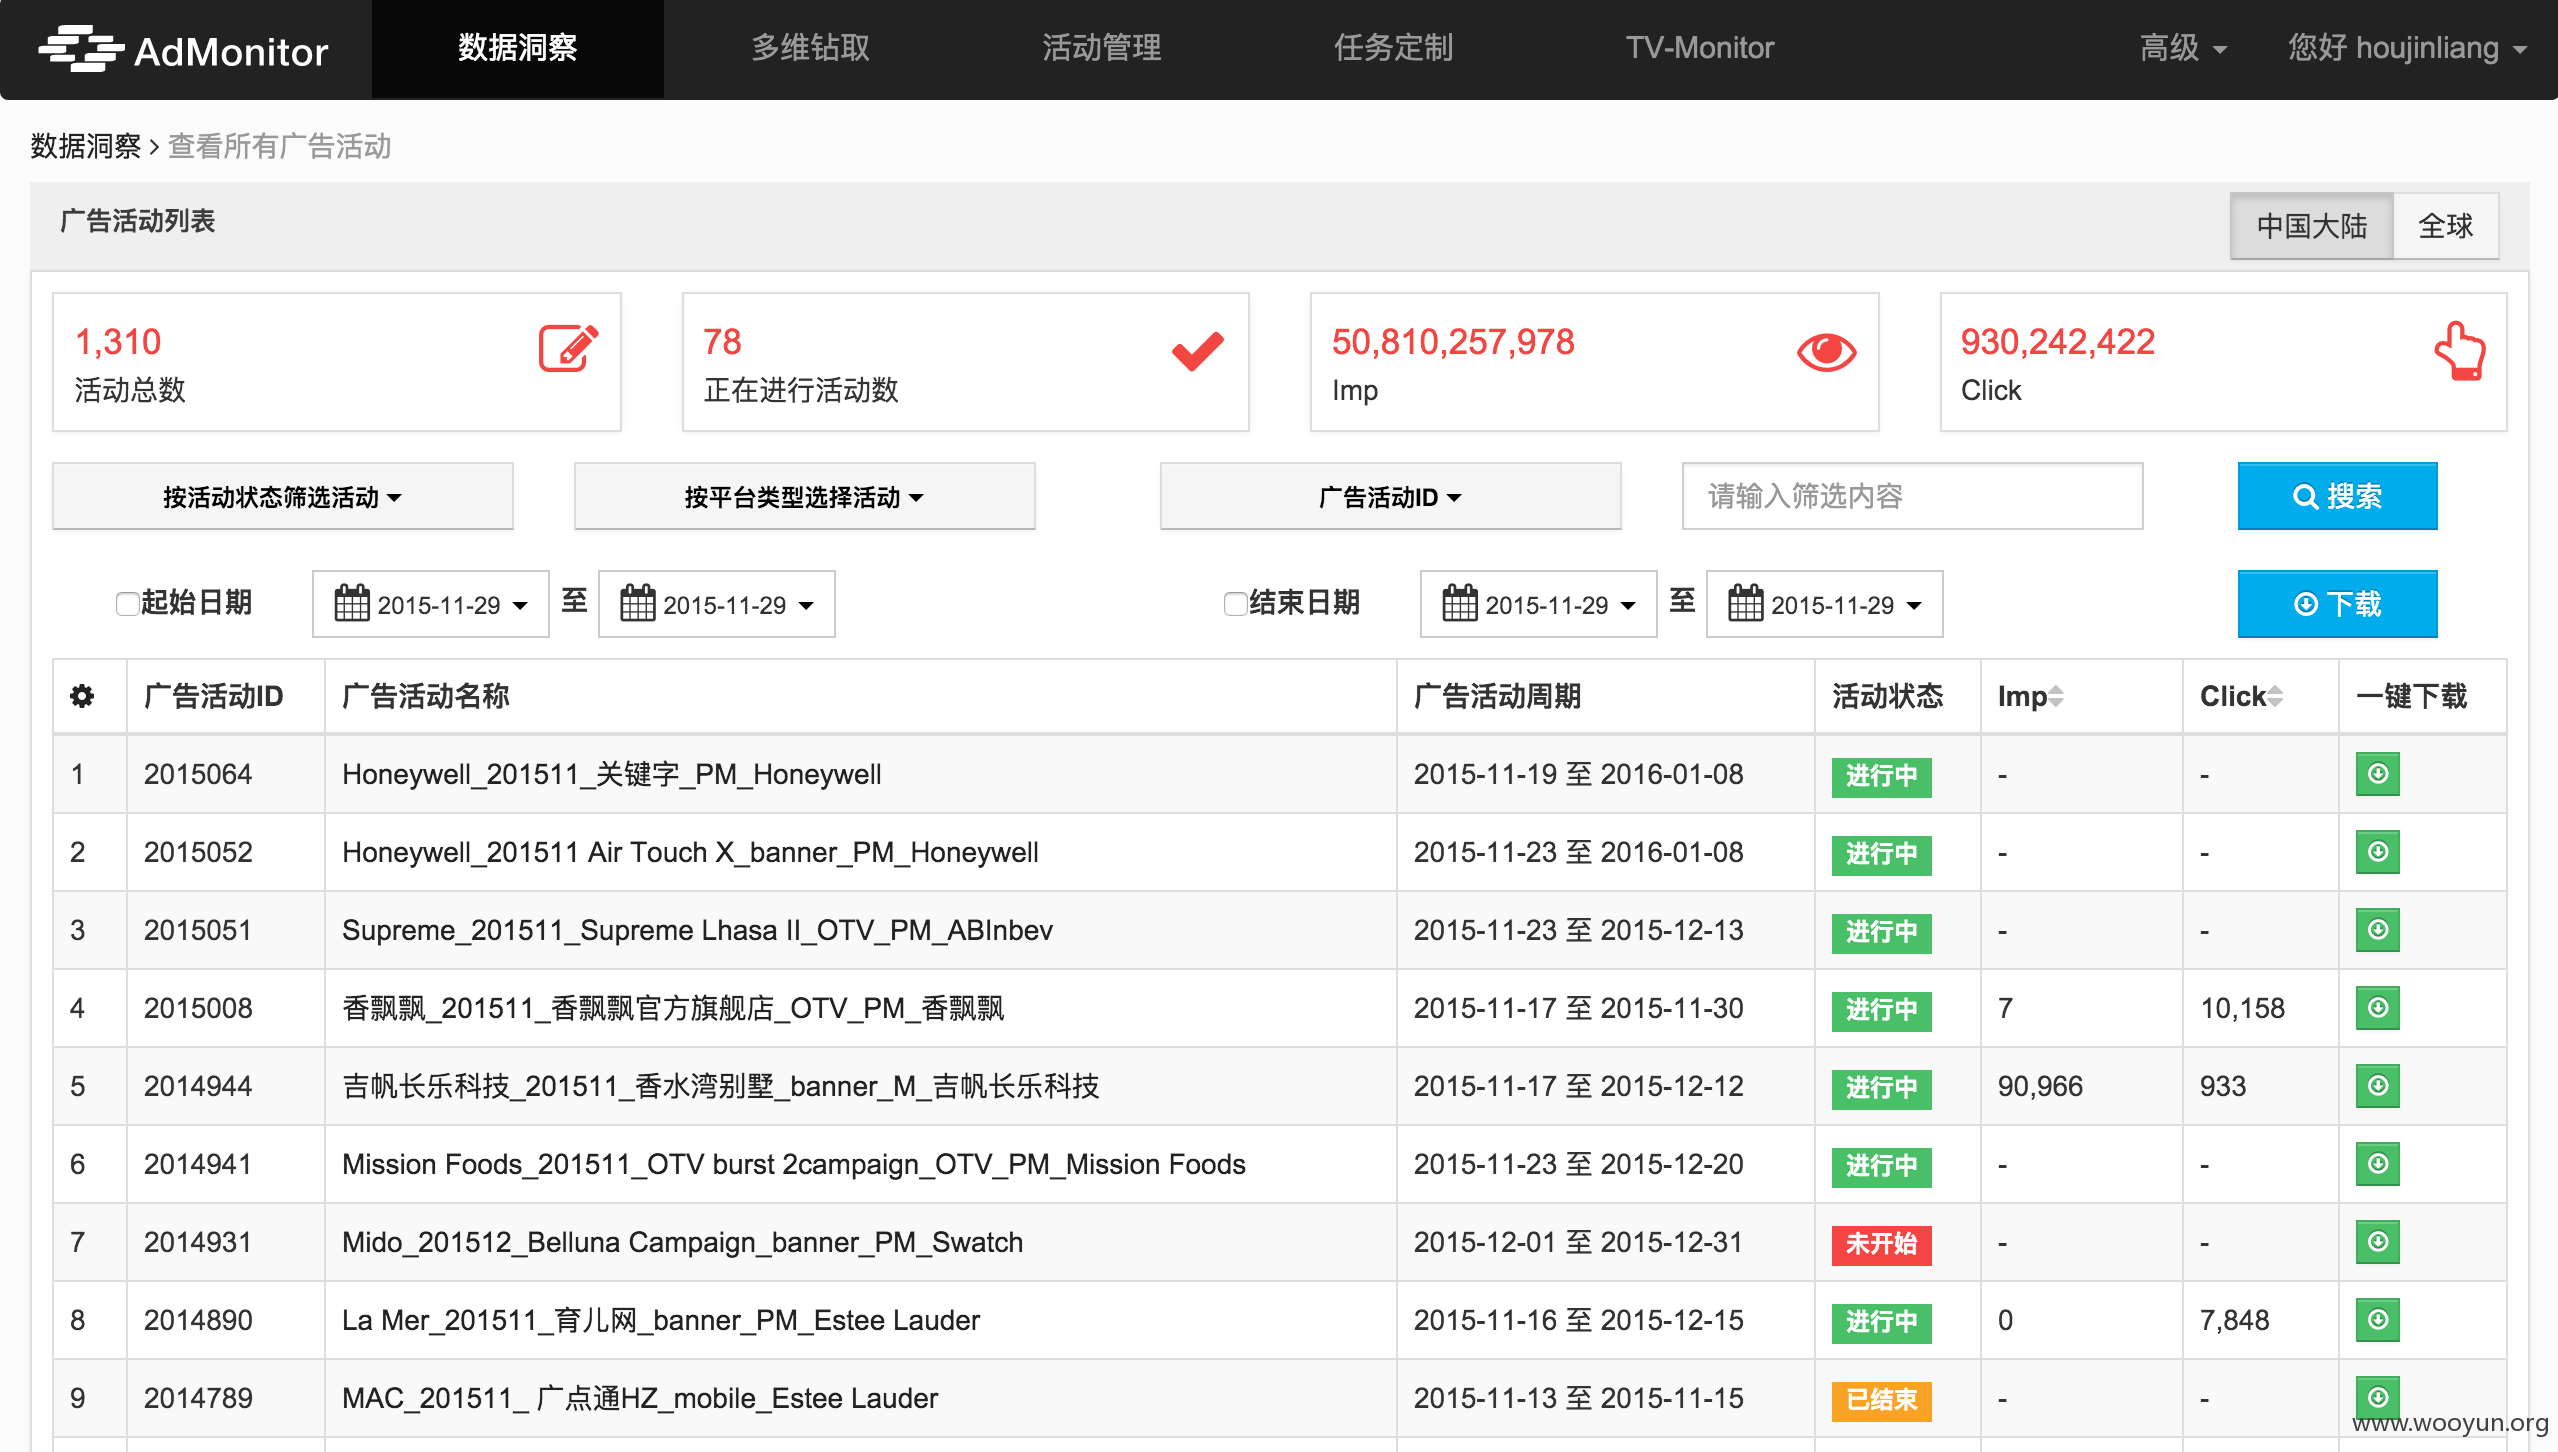 AdMonitor 数据洞察 多维钻取 活动管理 任务定制 TV-Monitor 高级 您好 houjinliang
数据洞察 > 查看所有广告活动
广告活动列表 中国大陆 全球
1,310 78 50,810,257,978 930,242,422
活动总数 正在进行活动数 Imp Click
按活动状态筛选活动 按平台类型选择活动 广告活动ID 请输入筛选内容 搜索
起始日期 2015-11-29 至 2015-11-29 结束日期 2015-11-29 至 2015-11-29 下载
广告活动ID 广告活动名称 广告活动周期 活动状态 Imp Click 一键下载
1 2015064 Honeywell_201511_关键字_PM_Honeywell 2015-11-19 至 2016-01-08 进行中 - -
2 2015052 Honeywell_201511 Air Touch X_banner_PM_Honeywell 2015-11-23 至 2016-01-08 进行中 - -
3 2015051 Supreme_201511_Supreme Lhasa II_OTV_PM_ABInbev 2015-11-23 至 2015-12-13 进行中 - -
4 2015008 香飘飘_201511_香飘飘官方旗舰店_OTV_PM_香飘飘 2015-11-17 至 2015-11-30 进行中 7 10,158
5 2014944 吉帆长乐科技_201511_香水湾别墅_banner_M_吉帆长乐科技 2015-11-17 至 2015-12-12 进行中 90,966 933
6 2014941 Mission Foods_201511_OTV burst 2campaign_OTV_PM_Mission Foods 2015-11-23 至 2015-12-20 进行中 - -
7 2014931 Mido_201512_Belluna Campaign_banner_PM_Swatch 2015-12-01 至 2015-12-31 未开始 - -
8 2014890 La Mer_201511_育儿网_banner_PM_Estee Lauder 2015-11-16 至 2015-12-15 进行中 0 7,848
9 2014789 MAC_201511_ 广点通HZ_mobile_Estee Lauder 2015-11-13 至 2015-11-15 已结束 - -
www.wooyun.org